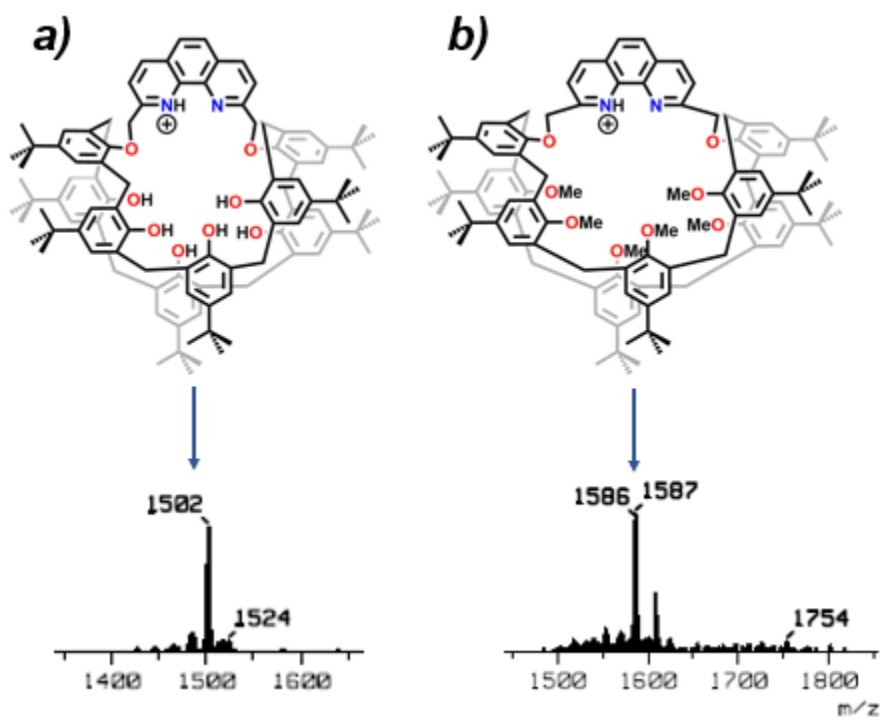 a) b)
NH N NH N
⊕ ⊕
O O O O
OH HO OMe MeO
OH OH HO OMe OMe MeO
OH OMe
1502 1586 1587
1524 1754
1400 1500 1600 1500 1600 1700 1800
m/z